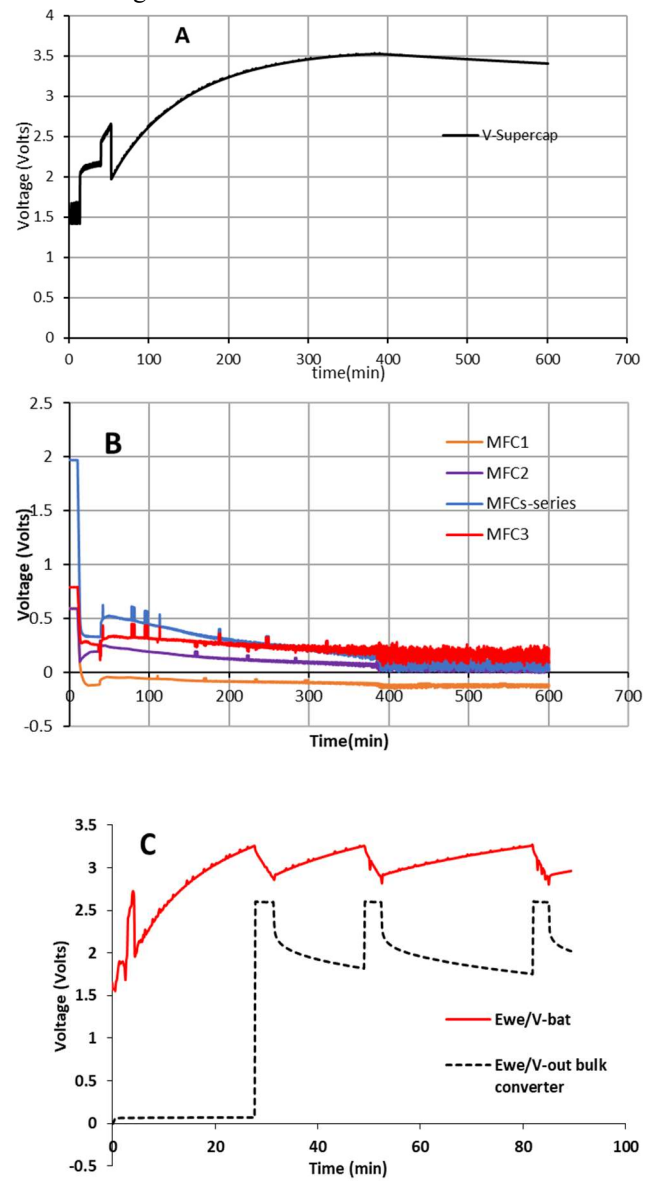 A
4
3.5
3
2.5
2
1.5
1
0.5
0
Voltage (Volts)
V-Supercap
0 100 200 300 400 500 600 700
time(min)
B
2.5
2
1.5
1
0.5
0
-0.5
Voltage (Volts)
MFC1
MFC2
MFCs-series
MFC3
0 100 200 300 400 500 600 700
Time(min)
C
3.5
3
2.5
2
1.5
1
0.5
0
-0.5
Voltage (Volts)
Ewe/V-bat
Ewe/V-out bulk
converter
0 20 40 60 80 100
Time (min)